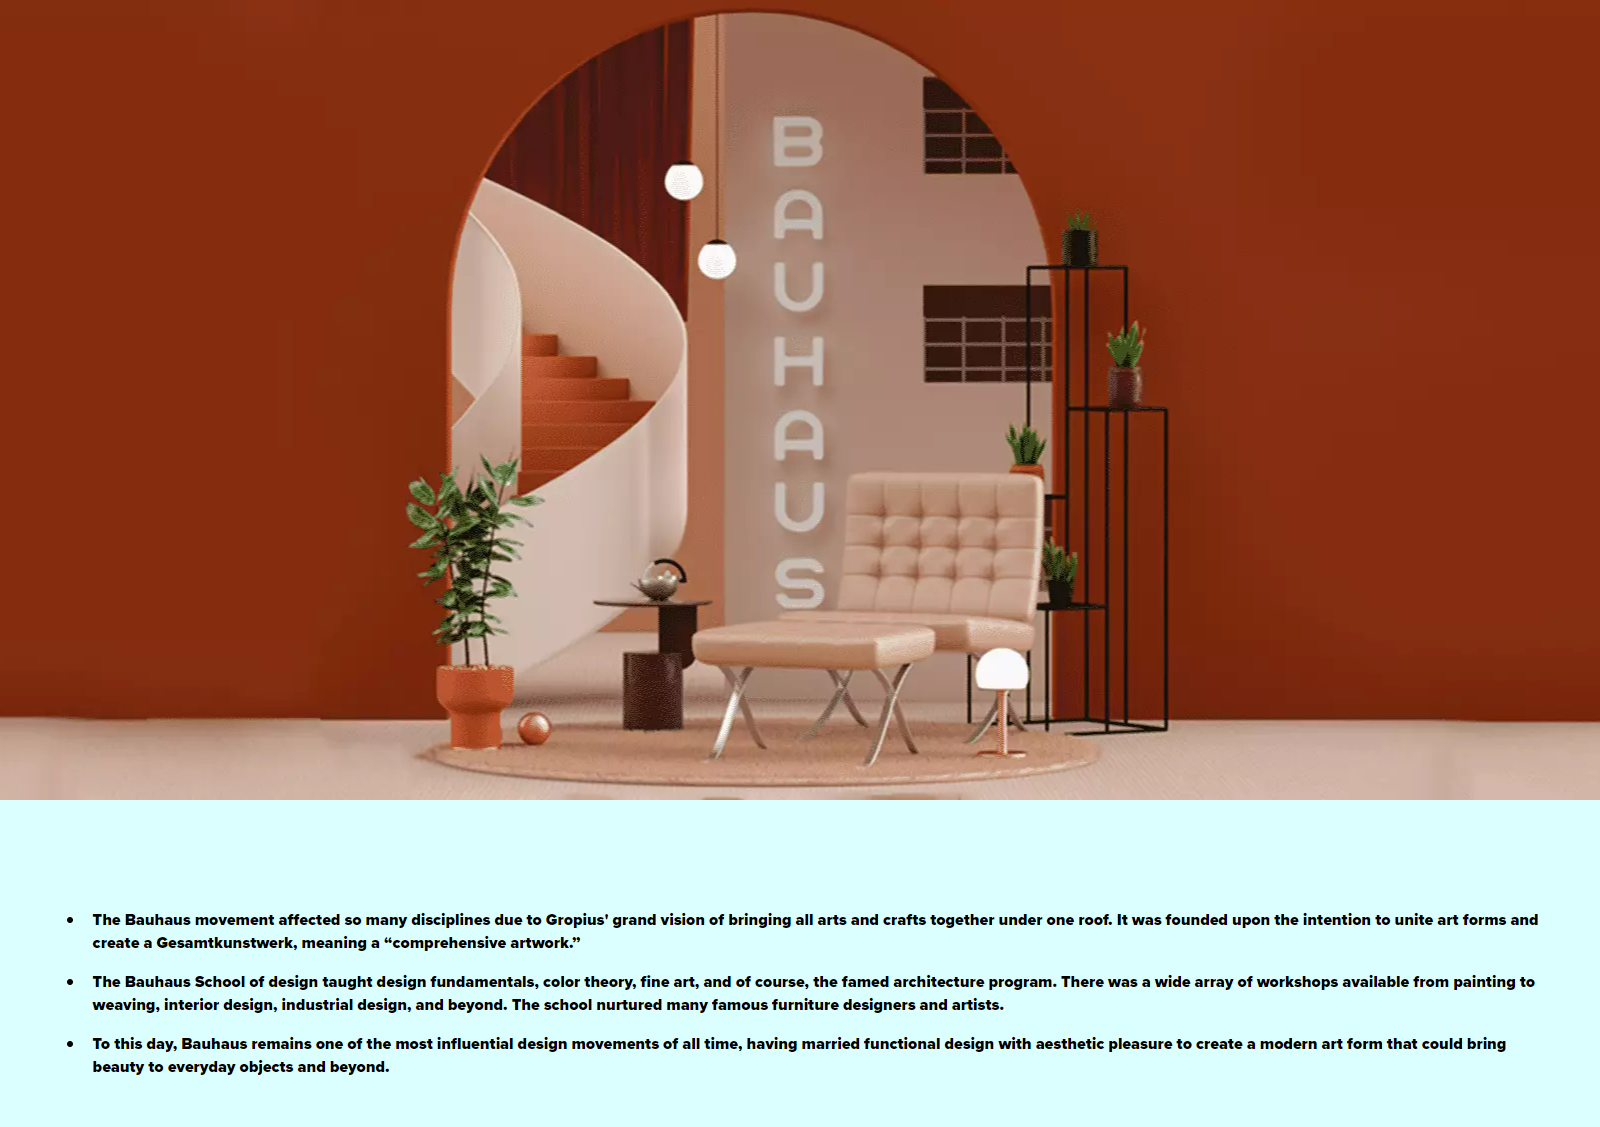 BAUHAUS
• The Bauhaus movement affected so many disciplines due to Gropius' grand vision of bringing all arts and crafts together under one roof. It was founded upon the intention to unite art forms and
create a Gesamtkunstwerk, meaning a “comprehensive artwork.”
• The Bauhaus School of design taught design fundamentals, color theory, fine art, and of course, the famed architecture program. There was a wide array of workshops available from painting to
weaving, interior design, industrial design, and beyond. The school nurtured many famous furniture designers and artists.
• To this day, Bauhaus remains one of the most influential design movements of all time, having married functional design with aesthetic pleasure to create a modern art form that could bring
beauty to everyday objects and beyond.